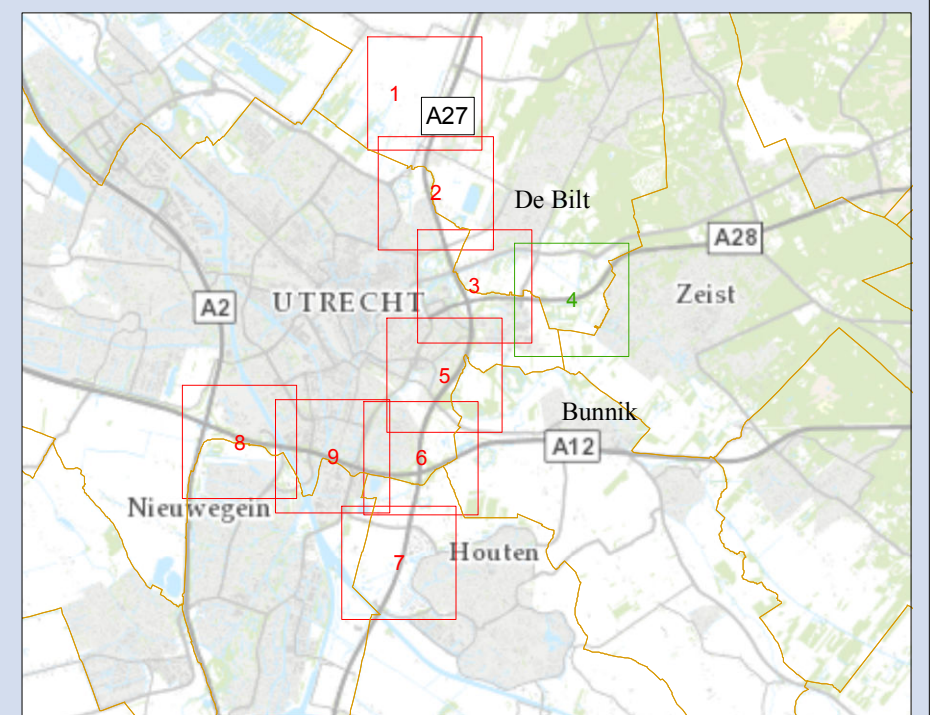 1
A27
2
De Bilt
A28
3
4
Zeist
A2
UTRECHT
5
Bunnik
8
9
6
A12
Nieuwegein
Houten
7